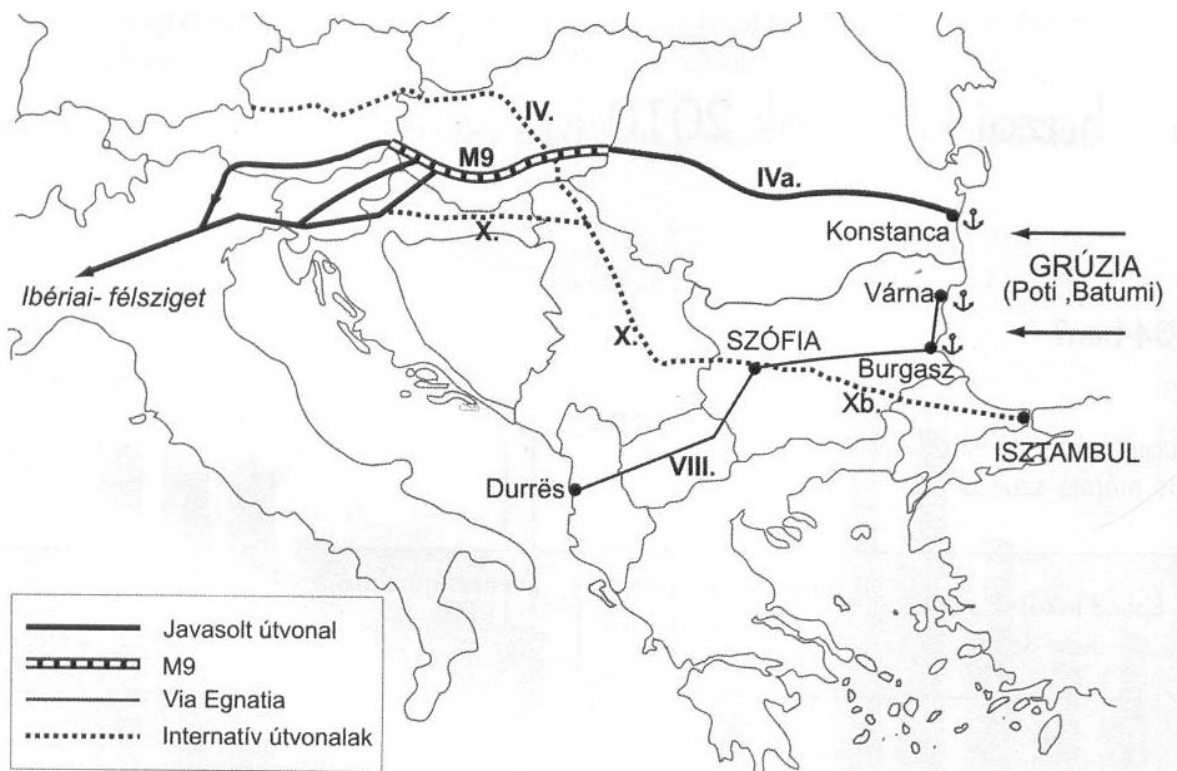 IV.
M9
IVa.
Konstanca
X.
Ibériai- félsziget
GRÚZIA
(Poti ,Batumi)
Várna
X.
SZÓFIA
Burgasz
Xb.
ISZTAMBUL
VIII.
Durrës
Javasolt útvonal
M9
Via Egnatia
Internatív útvonalak